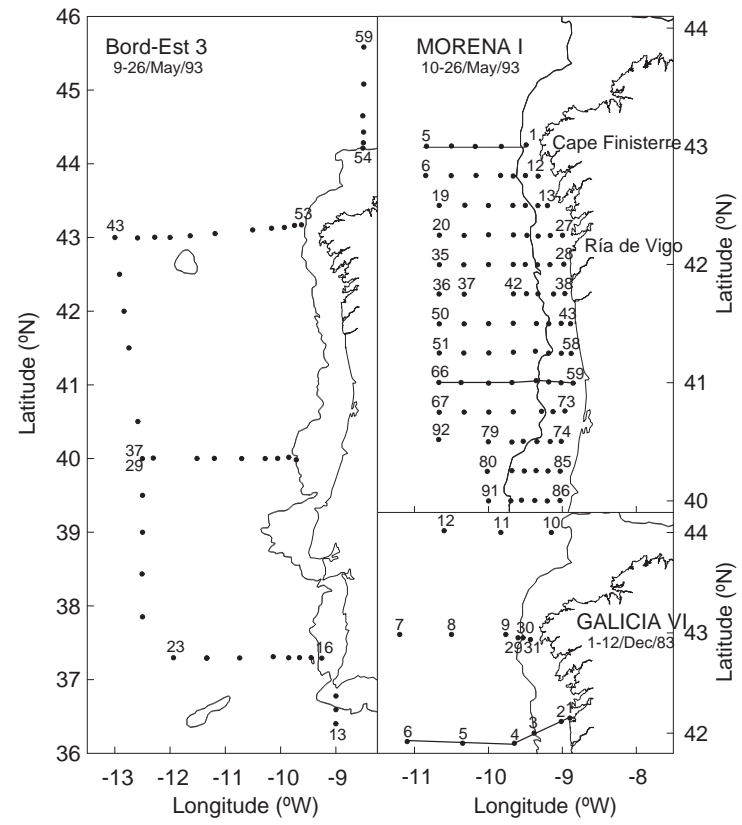 Bord-Est 3
9-26/May/93
46
45
44
43
42
41
40
39
38
37
36
Latitude (ºN)
-13 -12 -11 -10 -9
Longitude (ºW)
59
54
53
43
37
29
23
16
13
MORENA I
10-26/May/93
44
43
42
41
40
Latitude (ºN)
Cape Finisterre
Ría de Vigo
5 1
6 12
19 13
20 27
35 28
36 37 42 38
50 43
51 58
66 59
67 73
92 79 74
80 85
91 86
GALICIA VI
1-12/Dec/83
12 11 10
7 8 9 30
29 31
6 5 4 3 2 1
44
43
42
Latitude (ºN)
-11 -10 -9 -8
Longitude (ºW)